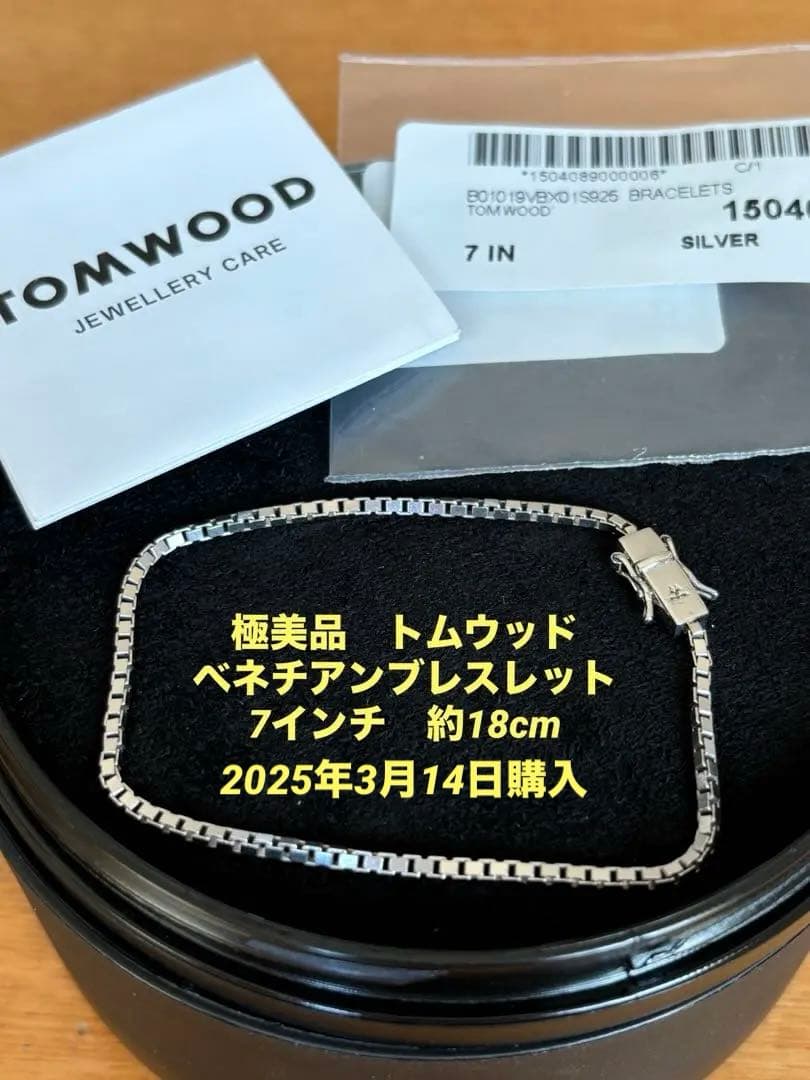 TOMWOOD
JEWELLERY CARE
*1504089000006*
C/1
B01019VBX01S925 BRACELETS
TOM WOOD
15040
7 IN
SILVER
極美品 トムウッド
ベネチアンブレスレット
7インチ 約18cm
2025年3月14日購入